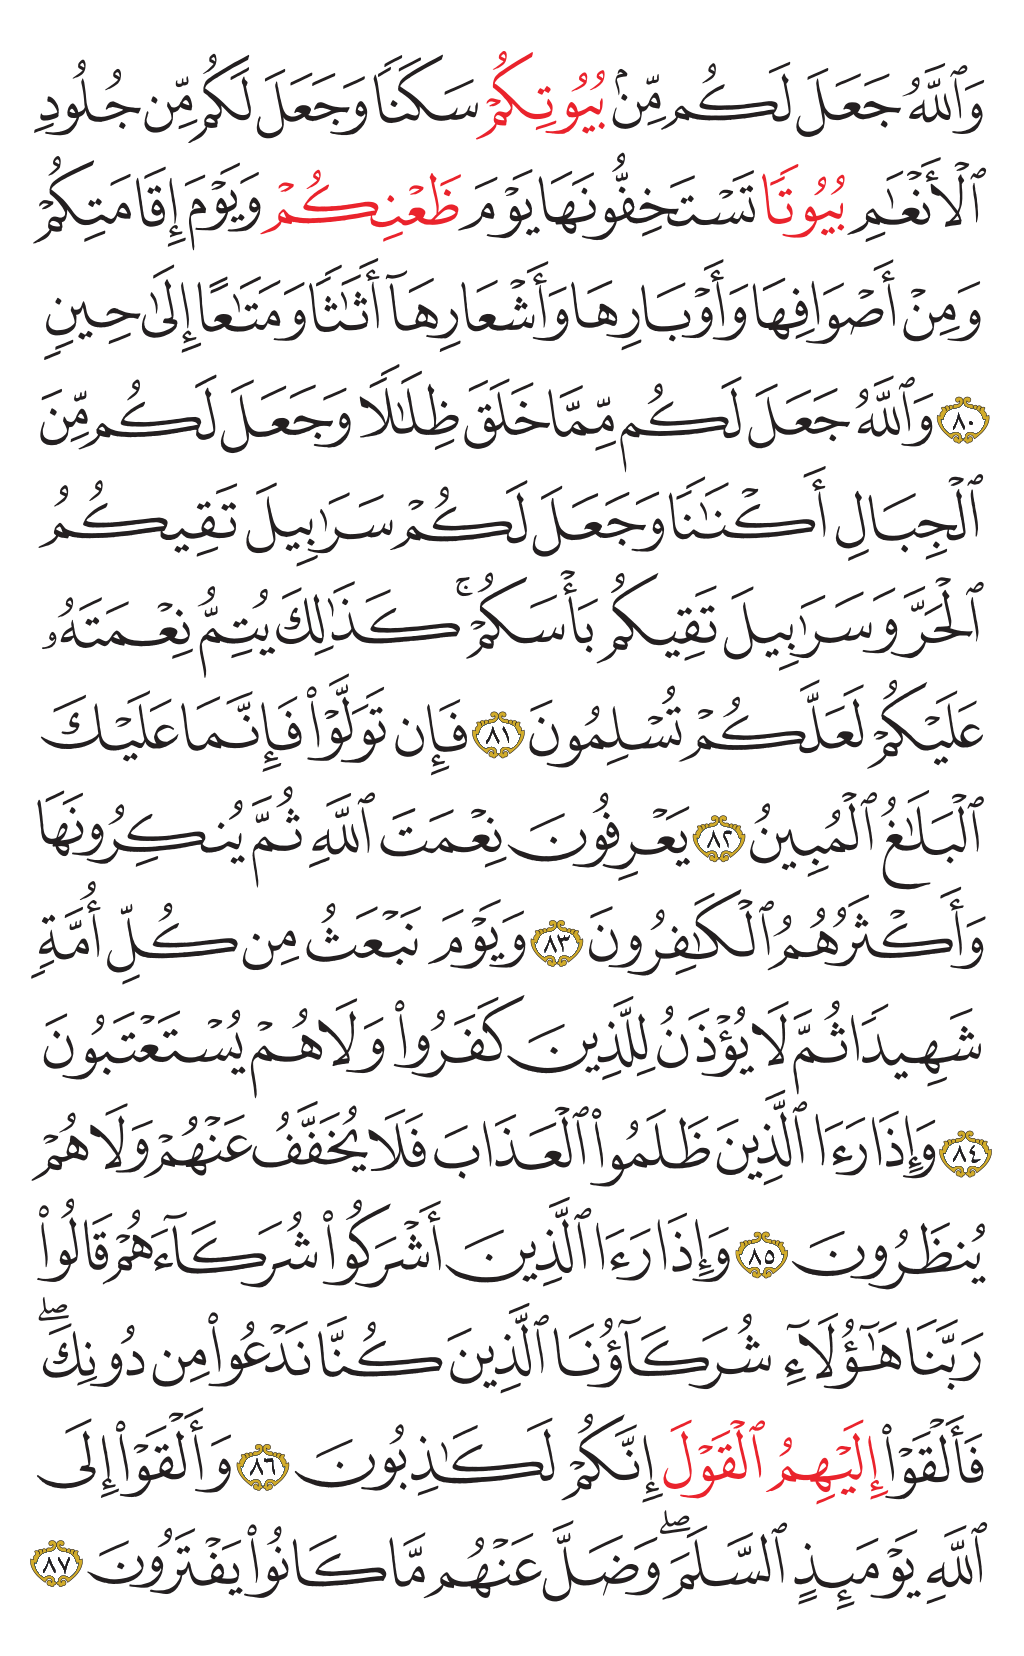 وَٱللَّهُ جَعَلَ لَكُم مِّنۢ بُيُوتِكُمۡ سَكَنٗا وَجَعَلَ لَكُم مِّن جُلُودِ
ٱلۡأَنۡعَٰمِ بُيُوتٗا تَسۡتَخِفُّونَهَا يَوۡمَ ظَعۡنِكُمۡ وَيَوۡمَ إِقَامَتِكُمۡ
وَمِنۡ أَصۡوَافِهَا وَأَوۡبَارِهَا وَأَشۡعَارِهَآ أَثَٰثٗا وَمَتَٰعًا إِلَىٰ حِينٖ
٨٠ وَٱللَّهُ جَعَلَ لَكُم مِّمَّا خَلَقَ ظِلَٰلٗا وَجَعَلَ لَكُم مِّنَ
ٱلۡجِبَالِ أَكۡنَٰنٗا وَجَعَلَ لَكُمۡ سَرَٰبِيلَ تَقِيكُمُ
ٱلۡحَرَّ وَسَرَٰبِيلَ تَقِيكُم بَأۡسَكُمۡۚ كَذَٰلِكَ يُتِمُّ نِعۡمَتَهُۥ
عَلَيۡكُمۡ لَعَلَّكُمۡ تُسۡلِمُونَ ٨١ فَإِن تَوَلَّوۡاْ فَإِنَّمَا عَلَيۡكَ
ٱلۡبَلَٰغُ ٱلۡمُبِينُ ٨٢ يَعۡرِفُونَ نِعۡمَتَ ٱللَّهِ ثُمَّ يُنكِرُونَهَا
وَأَكۡثَرُهُمُ ٱلۡكَٰفِرُونَ ٨٣ وَيَوۡمَ نَبۡعَثُ مِن كُلِّ أُمَّةٖ
شَهِيدٗا ثُمَّ لَا يُؤۡذَنُ لِلَّذِينَ كَفَرُواْ وَلَا هُمۡ يُسۡتَعۡتَبُونَ
٨٤ وَإِذَا رَءَا ٱلَّذِينَ ظَلَمُواْ ٱلۡعَذَابَ فَلَا يُخَفَّفُ عَنۡهُمۡ وَلَا هُمۡ
يُنظَرُونَ ٨٥ وَإِذَا رَءَا ٱلَّذِينَ أَشۡرَكُواْ شُرَكَآءَهُمۡ قَالُواْ
رَبَّنَا هَٰٓؤُلَآءِ شُرَكَآؤُنَا ٱلَّذِينَ كُنَّا نَدۡعُواْ مِن دُونِكَۖ
فَأَلۡقَوۡاْ إِلَيۡهِمُ ٱلۡقَوۡلَ إِنَّكُمۡ لَكَٰذِبُونَ ٨٦ وَأَلۡقَوۡاْ إِلَى
ٱللَّهِ يَوۡمَئِذٍ ٱلسَّلَمَۖ وَضَلَّ عَنۡهُم مَّا كَانُواْ يَفۡتَرُونَ ٨٧